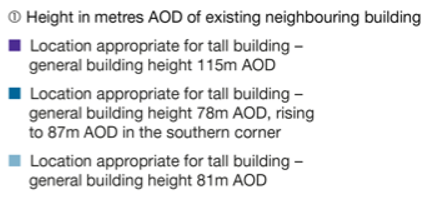 ① Height in metres AOD of existing neighbouring building
Location appropriate for tall building –
general building height 115m AOD
Location appropriate for tall building –
general building height 78m AOD, rising
to 87m AOD in the southern corner
Location appropriate for tall building –
general building height 81m AOD